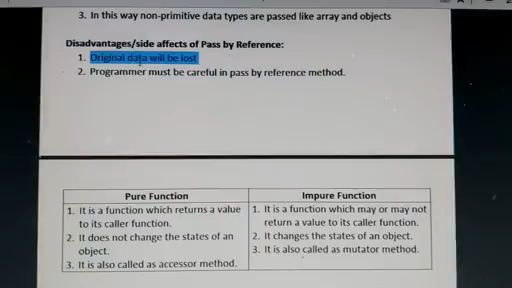 3. In this way non-primitive data types are passed like array and objects
Disadvantages/side affects of Pass by Reference:
1. Original data will be lost
2. Programmer must be careful in pass by reference method.
Pure Function
1. It is a function which returns a value
to its caller function.
2. It does not change the states of an
object.
3. It is also called as accessor method.
Impure Function
1. It is a function which may or may not
return a value to its caller function.
2. It changes the states of an object.
3. It is also called as mutator method.